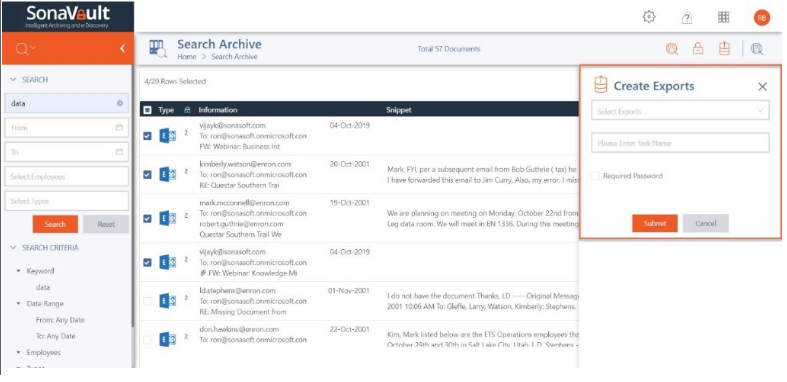 SonaVault
Intelligent Archiving and e-Discovery
RB
Search Archive
Home > Search Archive
Total 57 Documents
SEARCH
data
From
To
Select Employees
Select Types
Search Reset
SEARCH CRITERIA
Keyword
data
Date Range
From: Any Date
To: Any Date
Employees
Types
4/20 Rows Selected
Type Information Snippet
2 vijayk@sonasoft.com 04-Oct-2019
To: ron@sonasoft.onmicrosoft.con
FW: Webinar: Business Int
2 kimberly.watson@enron.com 20-Oct-2001
To: ron@sonasoft.onmicrosoft.con
RE: Questar Southern Trai
Mark, FYI, per a subsequent email from Bob Guthrie ( tax) he
I have forwarded this email to Jim Curry. Also, my error, I miss
2 mark.mcconnell@enron.com 19-Oct-2001
To: ron@sonasoft.onmicrosoft.con
robert.guthrie@enron.com
Questar Southern Trail We
We are planning on meeting on Monday, October 22nd from
Leg data room. We will meet in EN 1336. During this meeting
2 vijayk@sonasoft.com 04-Oct-2019
To: ron@sonasoft.onmicrosoft.con
FW: Webinar: Knowledge Mi
2 ld.stephens@enron.com 01-Nov-2001
To: ron@sonasoft.onmicrosoft.con
RE: Missing Document from
I do not have the document Thanks, LD -----Original Messag
2001 10:06 AM To: Gleffe, Larry; Watson, Kimberly; Stephens,
2 don.hawkins@enron.com 22-Oct-2001
To: ron@sonasoft.onmicrosoft.con
Kim, Mark listed below are the ETS Operations employees tha
October 29th and 30th in Salt Lake City, Utah. L.D. Stephens -
Create Exports
Select Exports
Please Enter Task Name
Required Password
Submit Cancel